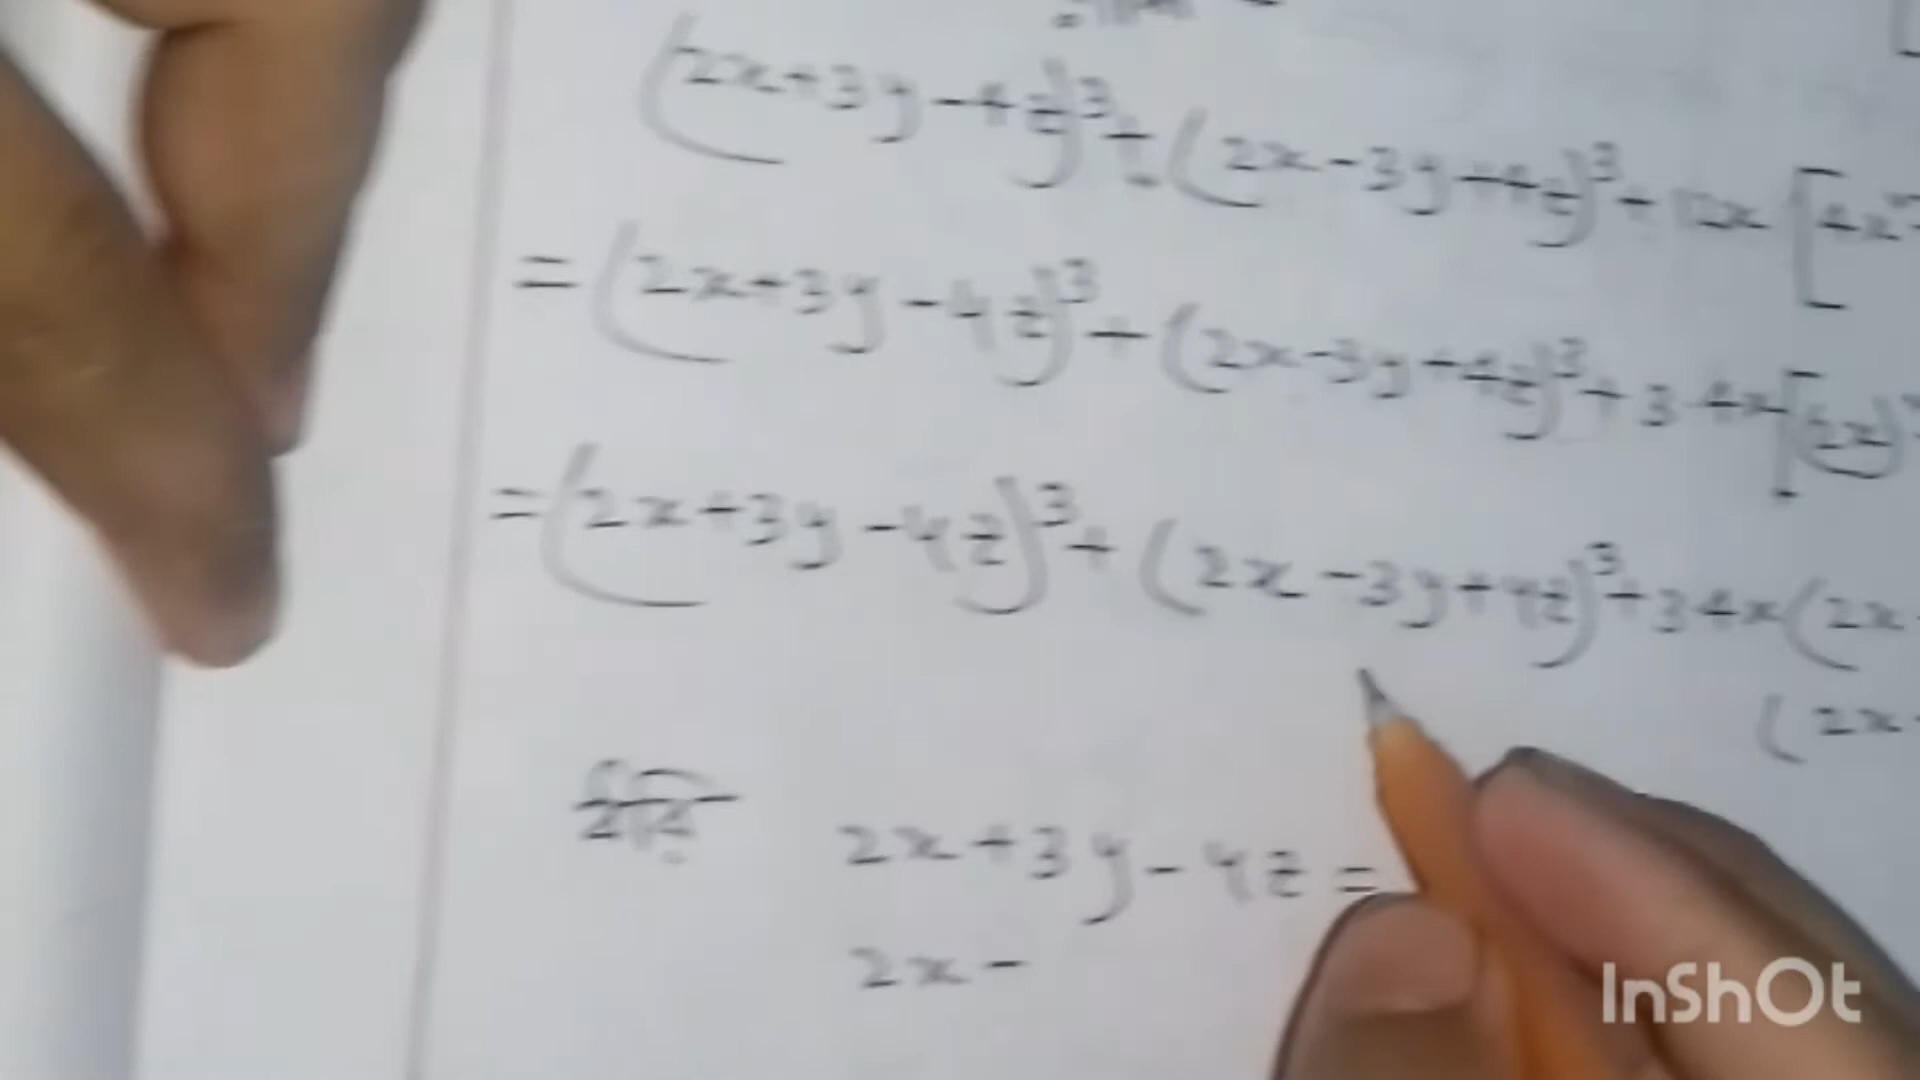 (2x+3y-4z)³+(2x-3y+4z)³+12x[4x²
=(2x+3y-4z)³+(2x-3y+4z)³+3 4x[(2x)²
=(2x+3y-4z)³+(2x-3y+4z)³+3 4x(2x
(2x
2x+3y-4z=
2x-
InShOt